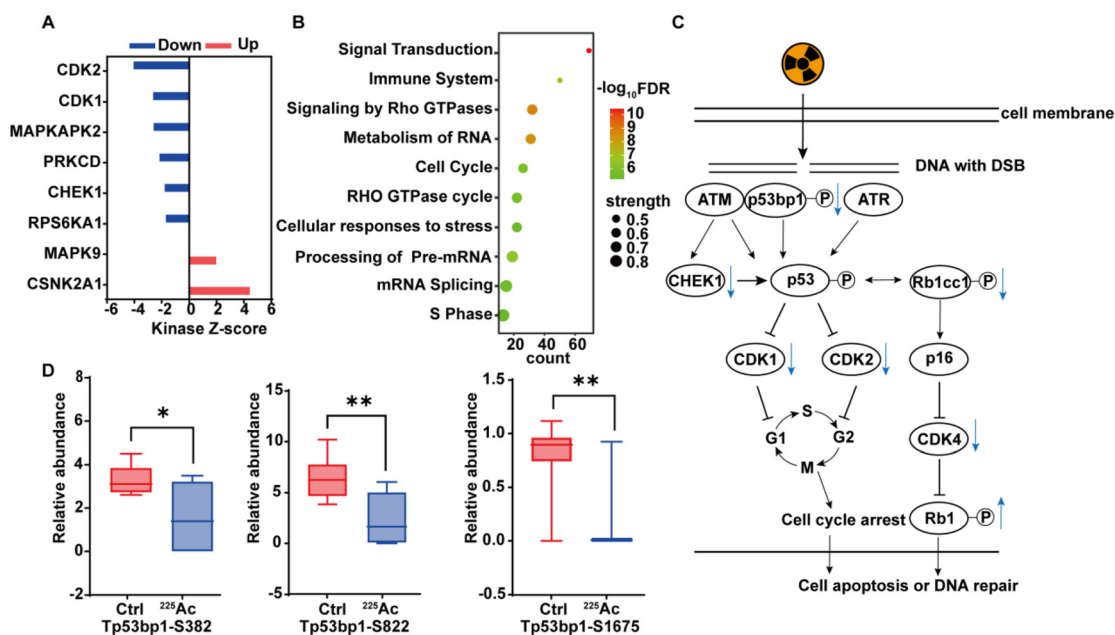 A
Down Up
CDK2
CDK1
MAPKAPK2
PRKCD
CHEK1
RPS6KA1
MAPK9
CSNK2A1
-6 -4 -2 0 2 4 6
Kinase Z-score
B
Signal Transduction
Immune System
Signaling by Rho GTPases
Metabolism of RNA
Cell Cycle
RHO GTPase cycle
Cellular responses to stress
Processing of Pre-mRNA
mRNA Splicing
S Phase
20 40 60
count
-log10FDR
10
9
8
7
6
strength
0.5
0.6
0.7
0.8
C
cell membrane
DNA with DSB
ATM p53bp1 P ATR
CHEK1 p53 P Rb1cc1 P
CDK1 CDK2 p16
S
G1 G2
M
CDK4
Cell cycle arrest Rb1 P
Cell apoptosis or DNA repair
D
Relative abundance
8
6
4
2
0
-2
*
Ctrl 225Ac
Tp53bp1-S382
Relative abundance
15
10
5
0
-5
**
Ctrl 225Ac
Tp53bp1-S822
Relative abundance
1.5
1.0
0.5
0.0
-0.5
**
Ctrl 225Ac
Tp53bp1-S1675